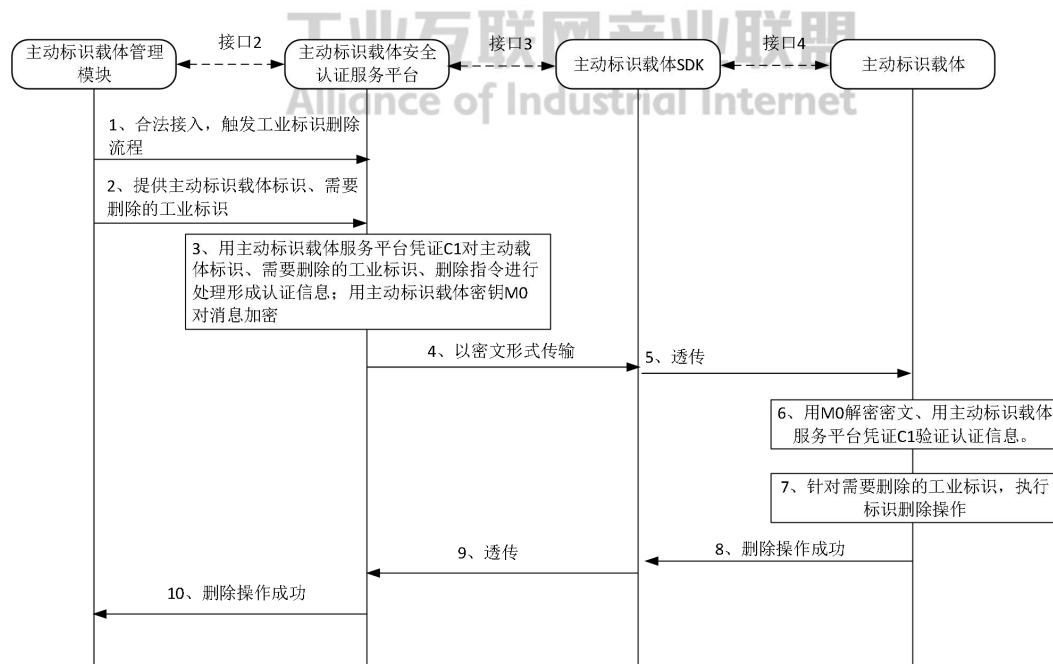 工业互联网产业联盟
Alliance of Industrial Internet
主动标识载体管理
模块
接口2
主动标识载体安全
认证服务平台
接口3
主动标识载体SDK
接口4
主动标识载体
1、合法接入，触发工业标识删除
流程
2、提供主动标识载体标识、需要
删除的工业标识
3、用主动标识载体服务平台凭证C1对主动载
体标识、需要删除的工业标识、删除指令进行
处理形成认证信息；用主动标识载体密钥M0
对消息加密
4、以密文形式传输
5、透传
6、用M0解密密文、用主动标识载体
服务平台凭证C1验证认证信息。
7、针对需要删除的工业标识，执行
标识删除操作
8、删除操作成功
9、透传
10、删除操作成功